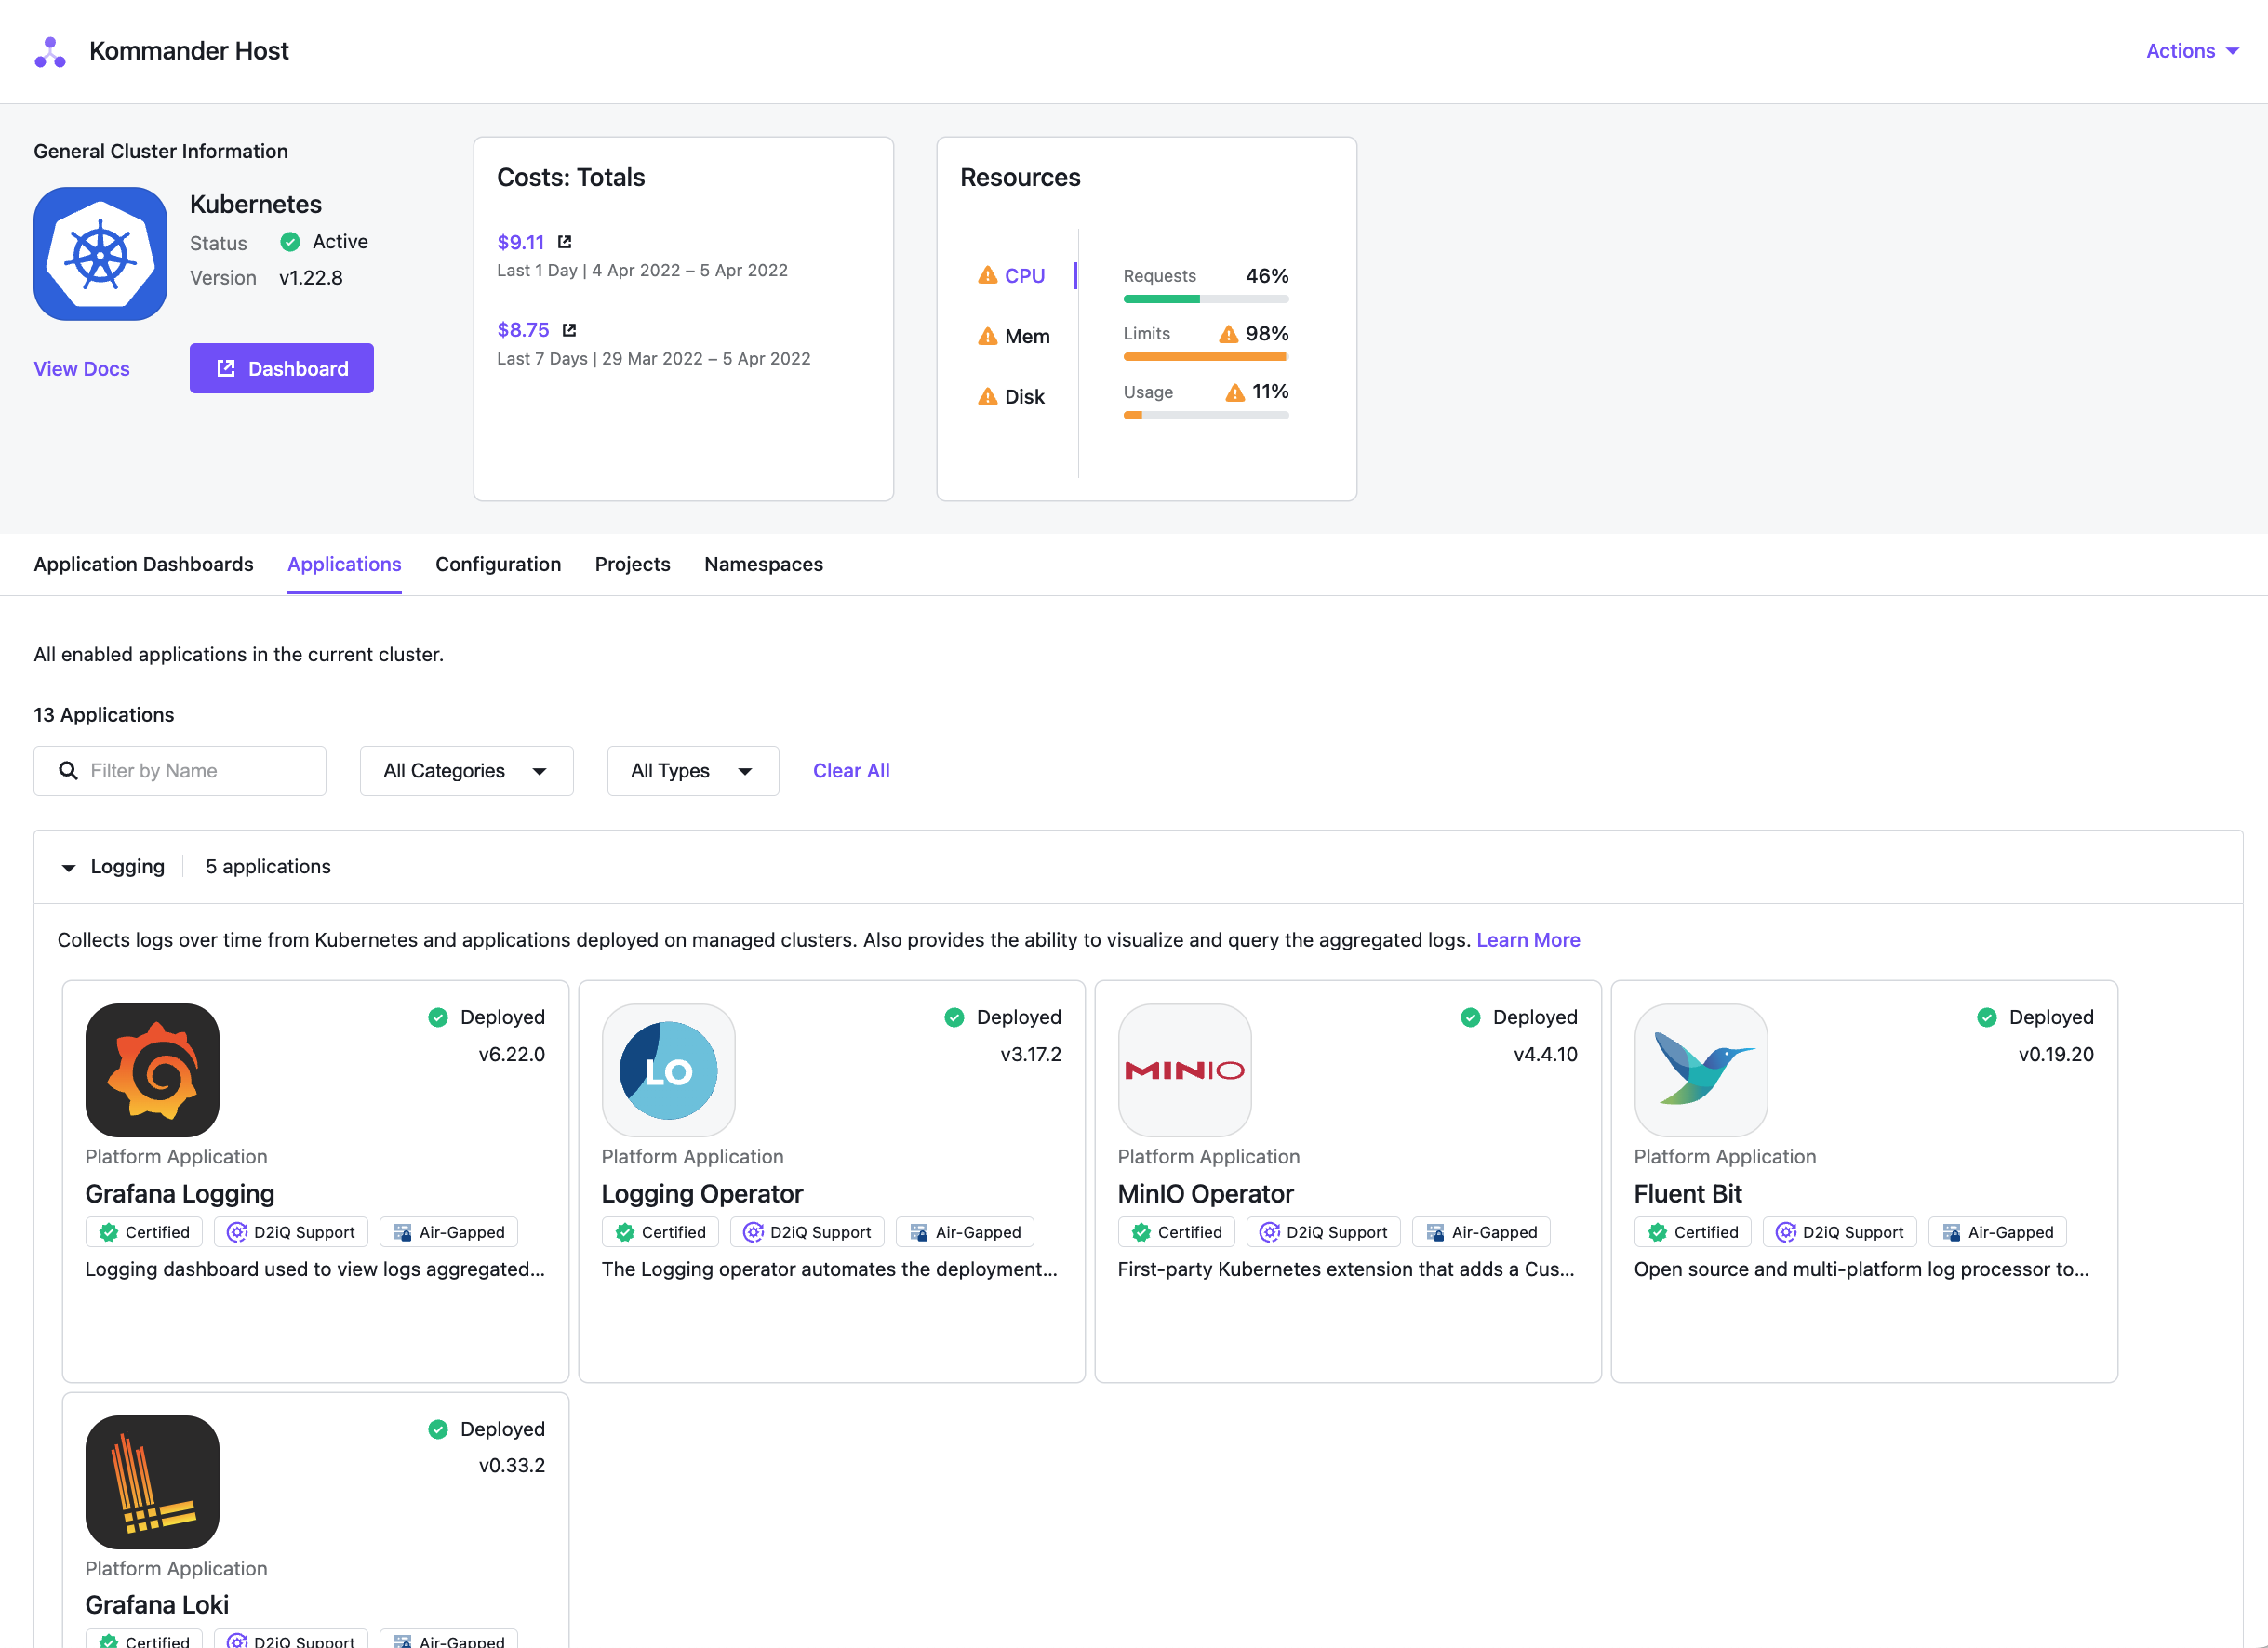 Kommander Host
Actions
General Cluster Information
Kubernetes
Status Active
Version v1.22.8
View Docs
Dashboard
Costs: Totals
$9.11
Last 1 Day | 4 Apr 2022 – 5 Apr 2022
$8.75
Last 7 Days | 29 Mar 2022 – 5 Apr 2022
Resources
CPU
Mem
Disk
Requests 46%
Limits 98%
Usage 11%
Application Dashboards Applications Configuration Projects Namespaces
All enabled applications in the current cluster.
13 Applications
Filter by Name All Categories All Types Clear All
Logging 5 applications
Collects logs over time from Kubernetes and applications deployed on managed clusters. Also provides the ability to visualize and query the aggregated logs. Learn More
Deployed
v6.22.0
Platform Application
Grafana Logging
Certified D2iQ Support Air-Gapped
Logging dashboard used to view logs aggregated...
LO
Deployed
v3.17.2
Platform Application
Logging Operator
Certified D2iQ Support Air-Gapped
The Logging operator automates the deployment...
MINIO
Deployed
v4.4.10
Platform Application
MinIO Operator
Certified D2iQ Support Air-Gapped
First-party Kubernetes extension that adds a Cus...
Deployed
v0.19.20
Platform Application
Fluent Bit
Certified D2iQ Support Air-Gapped
Open source and multi-platform log processor to...
Deployed
v0.33.2
Platform Application
Grafana Loki
Certified D2iQ Support Air-Gapped